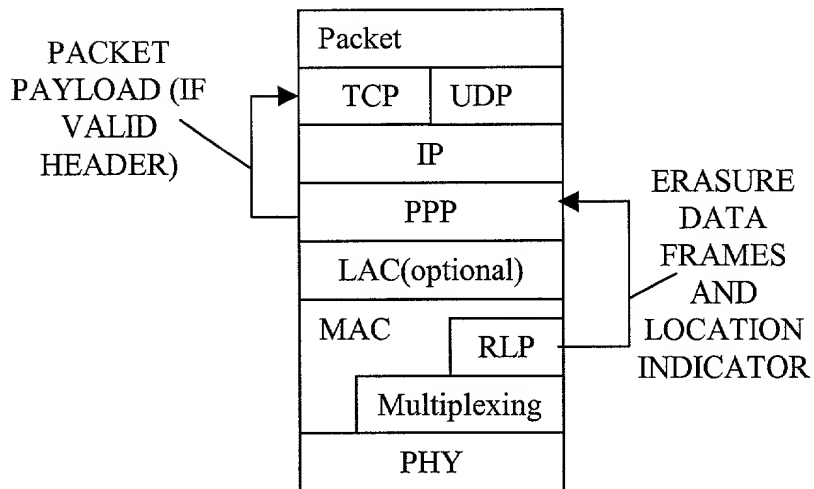 Packet
TCP UDP
IP
PPP
LAC(optional)
MAC
RLP
Multiplexing
PHY
PACKET
PAYLOAD (IF
VALID
HEADER)
ERASURE
DATA
FRAMES
AND
LOCATION
INDICATOR